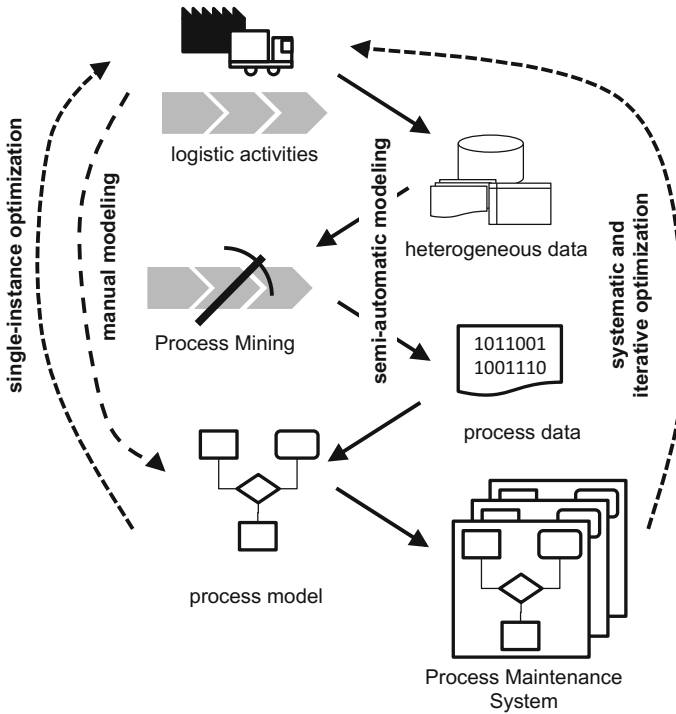 logistic activities
heterogeneous data
single-instance optimization
manual modeling
semi-automatic modeling
systematic and
iterative optimization
Process Mining
1011001
1001110
process data
process model
Process Maintenance
System